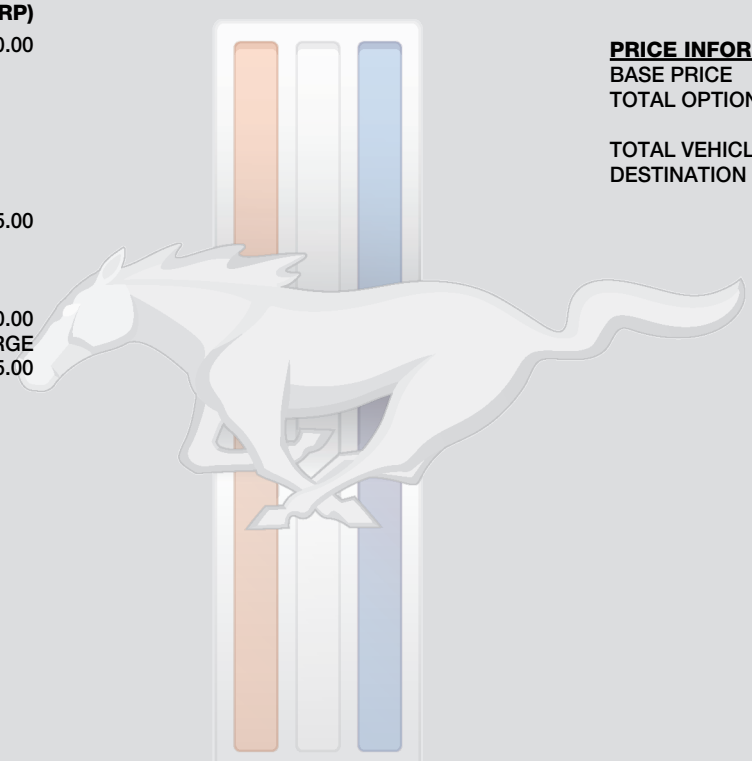 RP)
0.00
5.00
0.00
RGE
5.00
PRICE INFOR
BASE PRICE
TOTAL OPTION
TOTAL VEHICL
DESTINATION